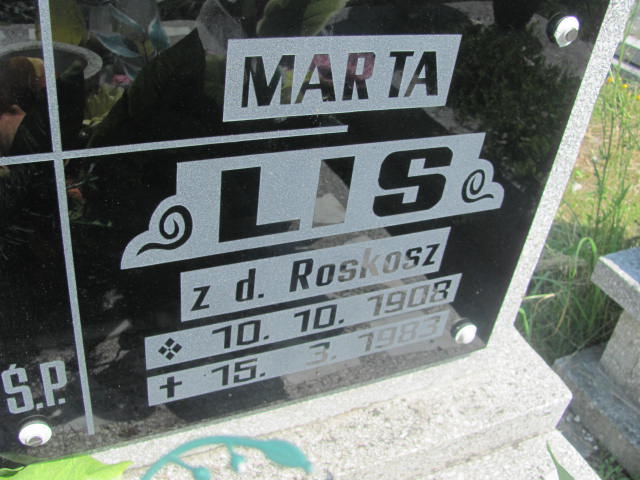 MARTA
LIS
z d. Roskosz
10. 10. 1908
+ 15. 3. 1983
Ś.P.